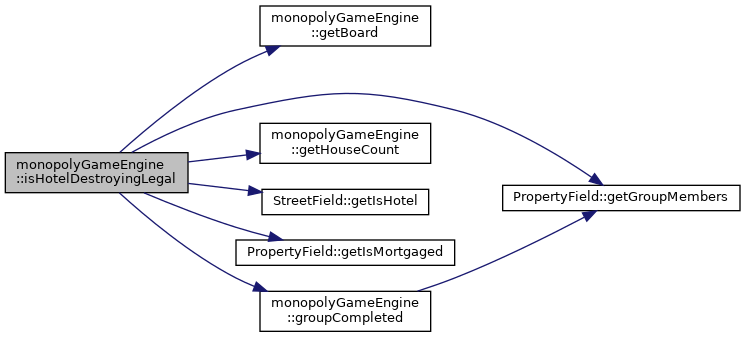 monopolyGameEngine
::isHotelDestroyingLegal
monopolyGameEngine
::getBoard
monopolyGameEngine
::getHouseCount
StreetField::getIsHotel
PropertyField::getIsMortgaged
monopolyGameEngine
::groupCompleted
PropertyField::getGroupMembers